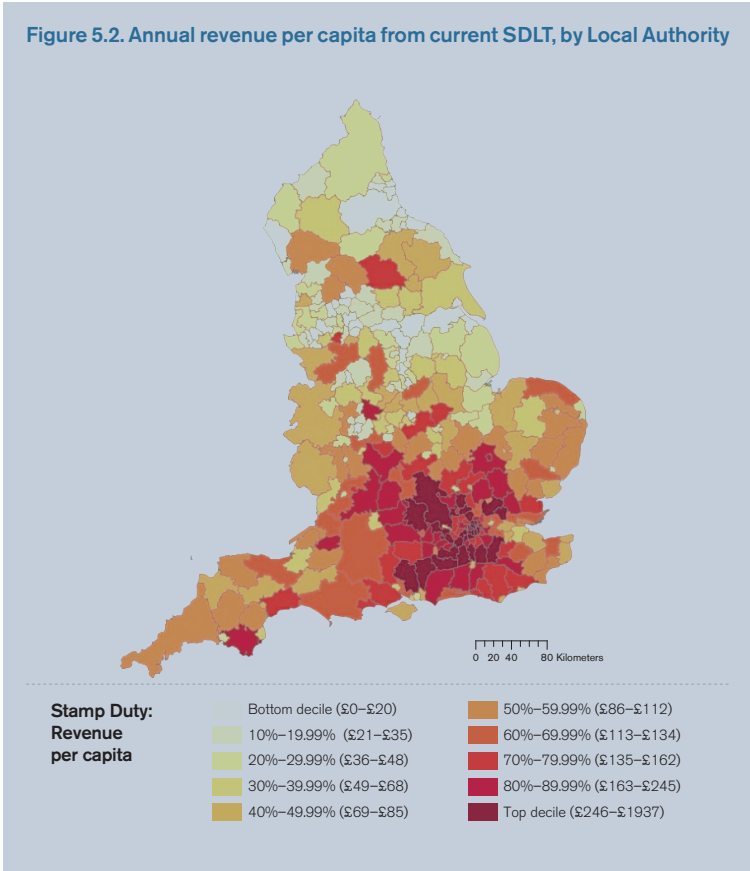 Figure 5.2. Annual revenue per capita from current SDLT, by Local Authority
0 20 40 80 Kilometers
Stamp Duty:
Revenue
per capita
Bottom decile (£0–£20)
10%–19.99% (£21–£35)
20%–29.99% (£36–£48)
30%–39.99% (£49–£68)
40%–49.99% (£69–£85)
50%–59.99% (£86–£112)
60%–69.99% (£113–£134)
70%–79.99% (£135–£162)
80%–89.99% (£163–£245)
Top decile (£246–£1937)